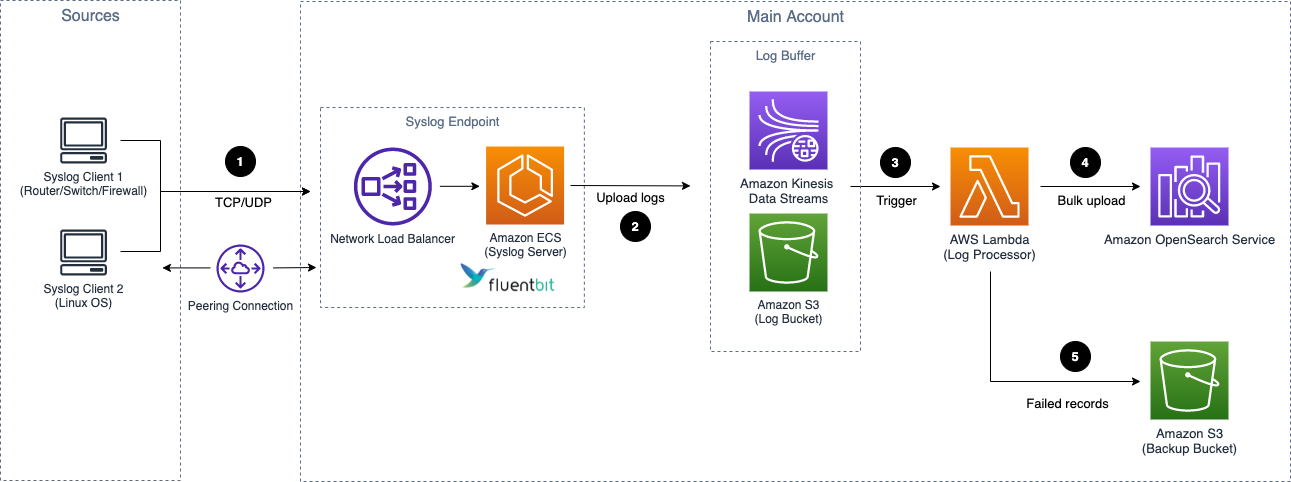 Sources
Main Account
Log Buffer
Syslog Endpoint
Syslog Client 1
(Router/Switch/Firewall)
1
TCP/UDP
Syslog Client 2
(Linux OS)
Peering Connection
Network Load Balancer
Amazon ECS
(Syslog Server)
fluentbit
Upload logs
2
Amazon Kinesis
Data Streams
Amazon S3
(Log Bucket)
3
Trigger
AWS Lambda
(Log Processor)
4
Bulk upload
Amazon OpenSearch Service
5
Failed records
Amazon S3
(Backup Bucket)